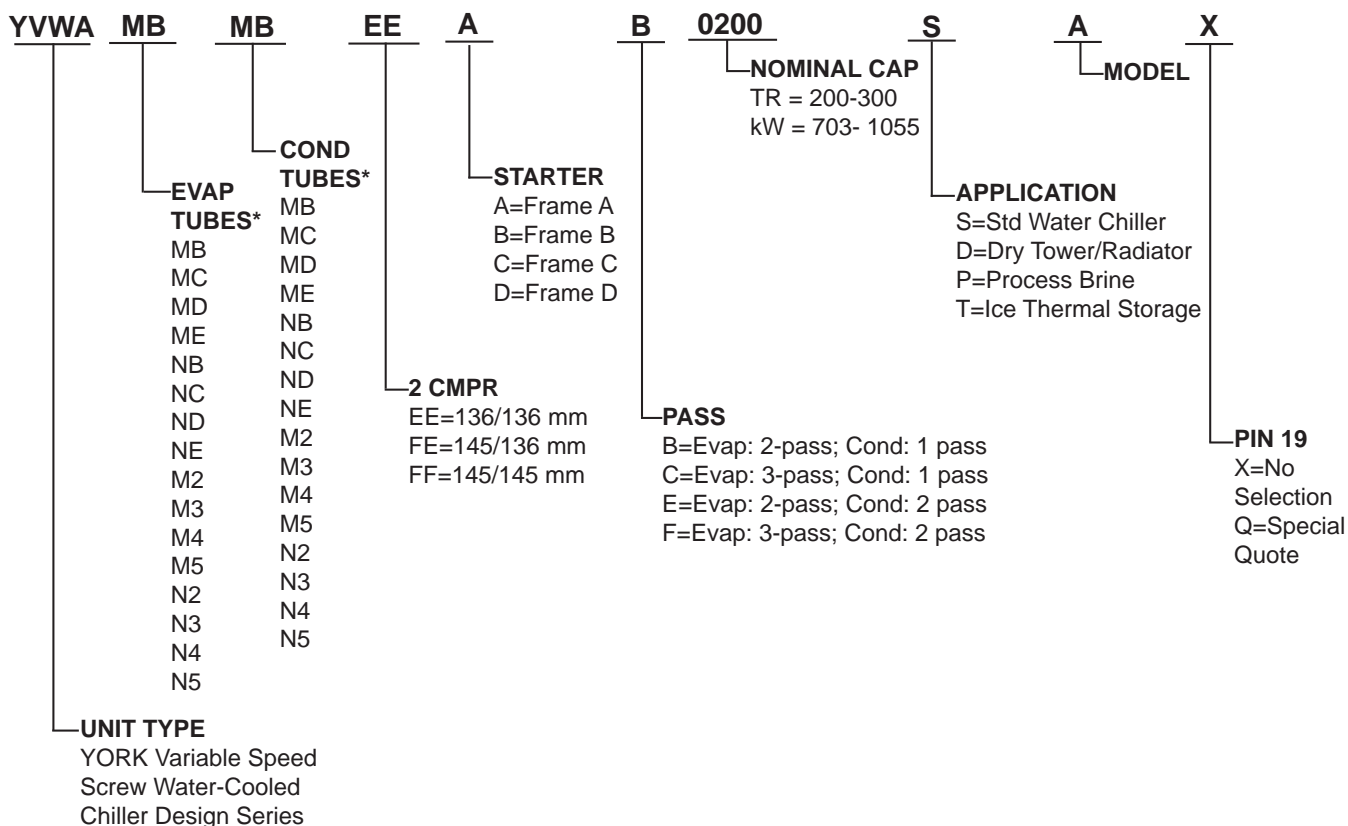 YVWA MB MB EE A B 0200 S A X
NOMINAL CAP
TR = 200-300
kW = 703- 1055
MODEL
COND
TUBES*
MB
MC
MD
ME
NB
NC
ND
NE
M2
M3
M4
M5
N2
N3
N4
N5
EVAP
TUBES*
MB
MC
MD
ME
NB
NC
ND
NE
M2
M3
M4
M5
N2
N3
N4
N5
STARTER
A=Frame A
B=Frame B
C=Frame C
D=Frame D
APPLICATION
S=Std Water Chiller
D=Dry Tower/Radiator
P=Process Brine
T=Ice Thermal Storage
2 CMPR
EE=136/136 mm
FE=145/136 mm
FF=145/145 mm
PASS
B=Evap: 2-pass; Cond: 1 pass
C=Evap: 3-pass; Cond: 1 pass
E=Evap: 2-pass; Cond: 2 pass
F=Evap: 3-pass; Cond: 2 pass
PIN 19
X=No
Selection
Q=Special
Quote
UNIT TYPE
YORK Variable Speed
Screw Water-Cooled
Chiller Design Series